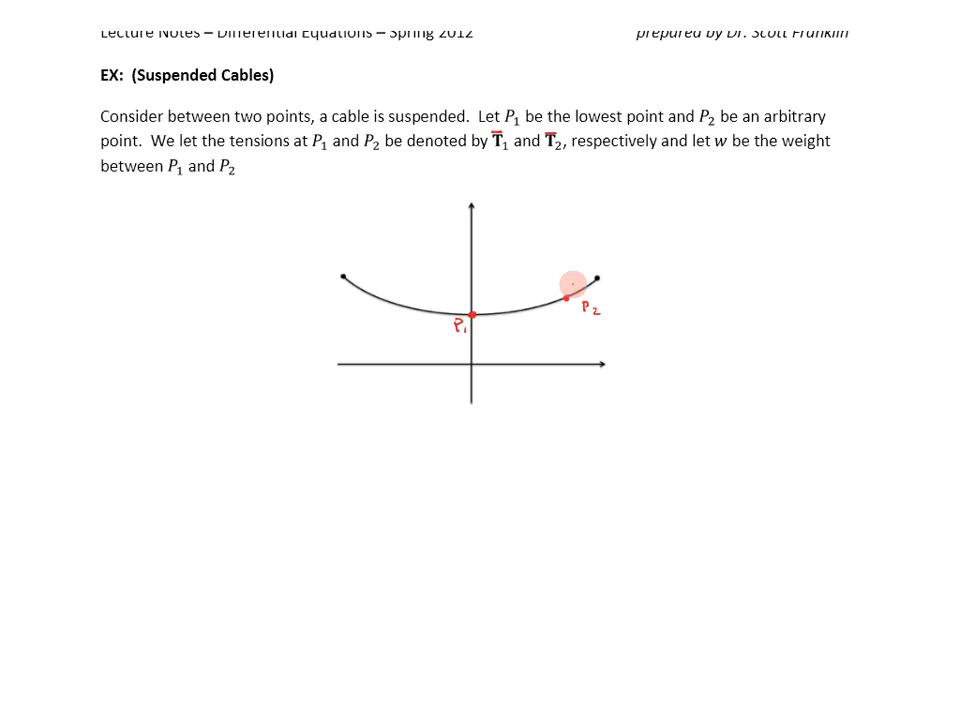 Lecture Notes – Differential Equations – Spring 2012 prepared by Dr. Scott Franklin
EX: (Suspended Cables)
Consider between two points, a cable is suspended. Let P₁ be the lowest point and P₂ be an arbitrary
point. We let the tensions at P₁ and P₂ be denoted by T̅₁ and T̅₂, respectively and let w be the weight
between P₁ and P₂
P₂
P₁